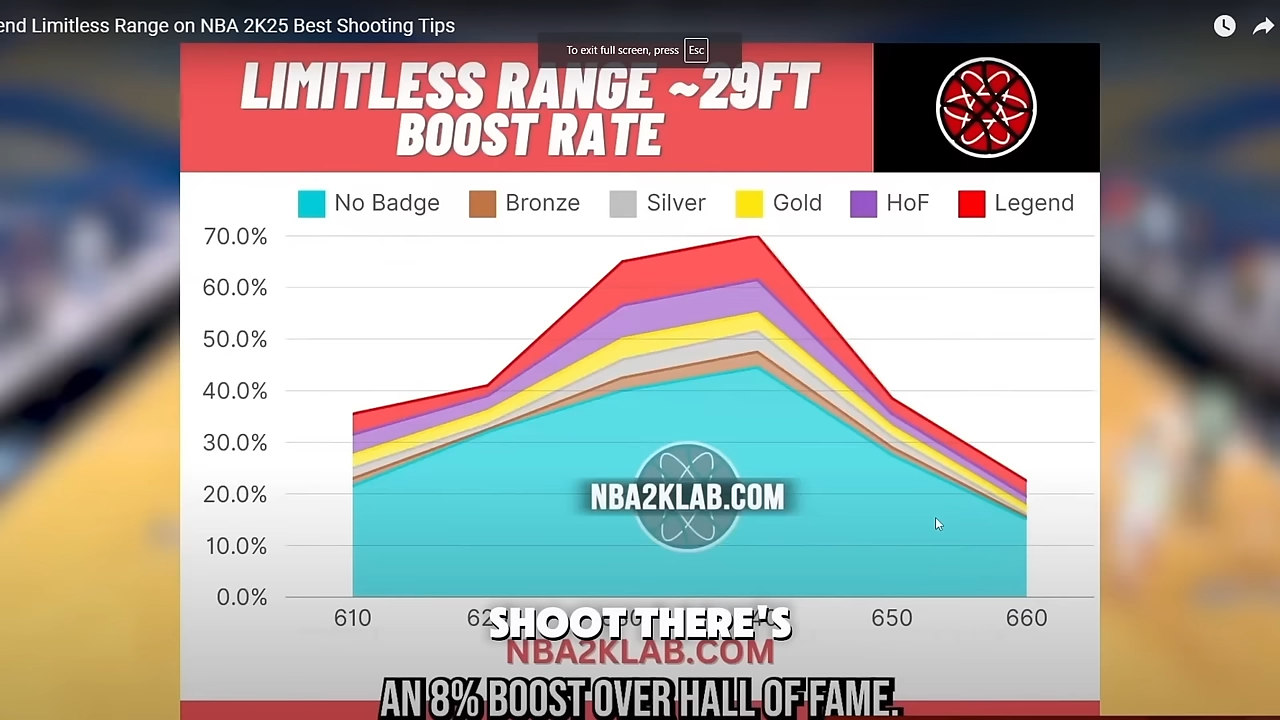 end Limitless Range on NBA 2K25 Best Shooting Tips
To exit full screen, press Esc
LIMITLESS RANGE ~29FT
BOOST RATE
No Badge Bronze Silver Gold HoF Legend
70.0%
60.0%
50.0%
40.0%
30.0%
20.0%
10.0%
0.0%
NBA2KLAB.COM
610 650 660
SHOOT THERE'S
NBA2KLAB.COM
AN 8% BOOST OVER HALL OF FAME.